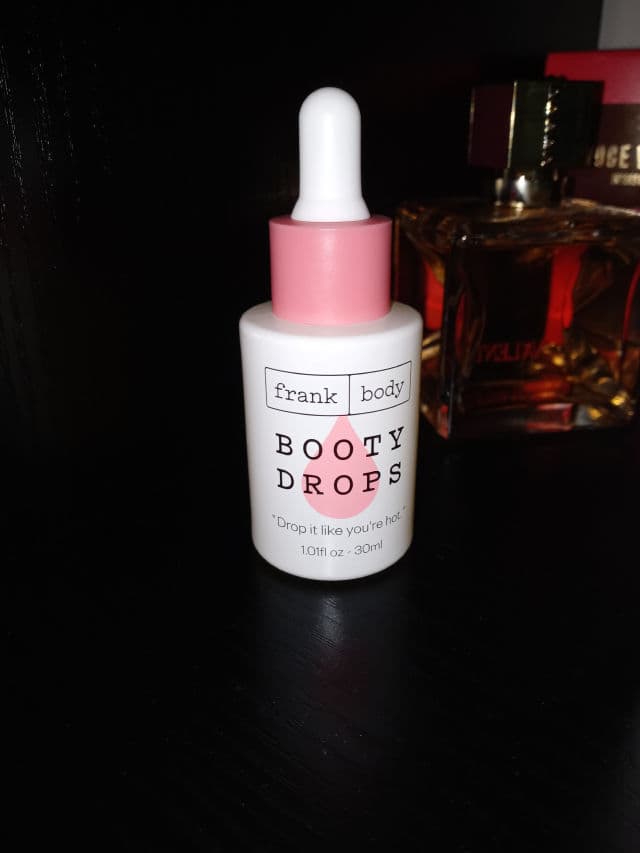 frank body
BOOTY
DROPS
"Drop it like you're hot."
1.01fl oz - 30ml